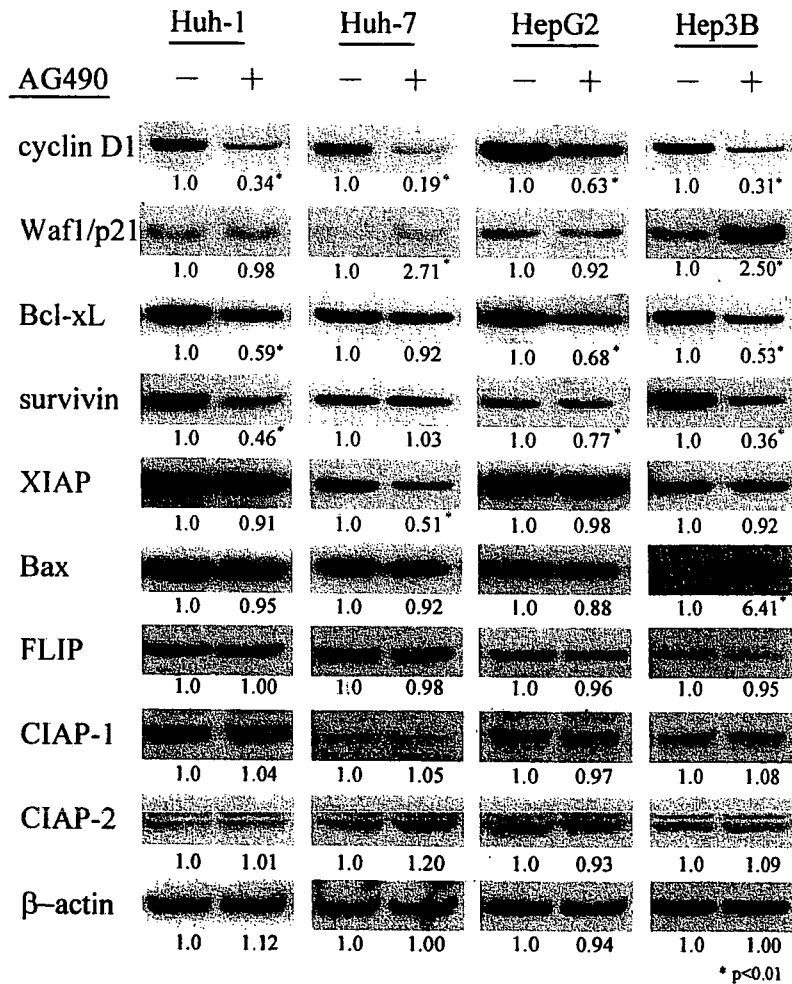 Huh-1 Huh-7 HepG2 Hep3B
AG490 − + − + − + − +
cyclin D1
1.0 0.34* 1.0 0.19* 1.0 0.63* 1.0 0.31*
Waf1/p21
1.0 0.98 1.0 2.71* 1.0 0.92 1.0 2.50*
Bcl-xL
1.0 0.59* 1.0 0.92 1.0 0.68* 1.0 0.53*
survivin
1.0 0.46* 1.0 1.03 1.0 0.77* 1.0 0.36*
XIAP
1.0 0.91 1.0 0.51* 1.0 0.98 1.0 0.92
Bax
1.0 0.95 1.0 0.92 1.0 0.88 1.0 6.41*
FLIP
1.0 1.00 1.0 0.98 1.0 0.96 1.0 0.95
CIAP-1
1.0 1.04 1.0 1.05 1.0 0.97 1.0 1.08
CIAP-2
1.0 1.01 1.0 1.20 1.0 0.93 1.0 1.09
β–actin
1.0 1.12 1.0 1.00 1.0 0.94 1.0 1.00
* p<0.01